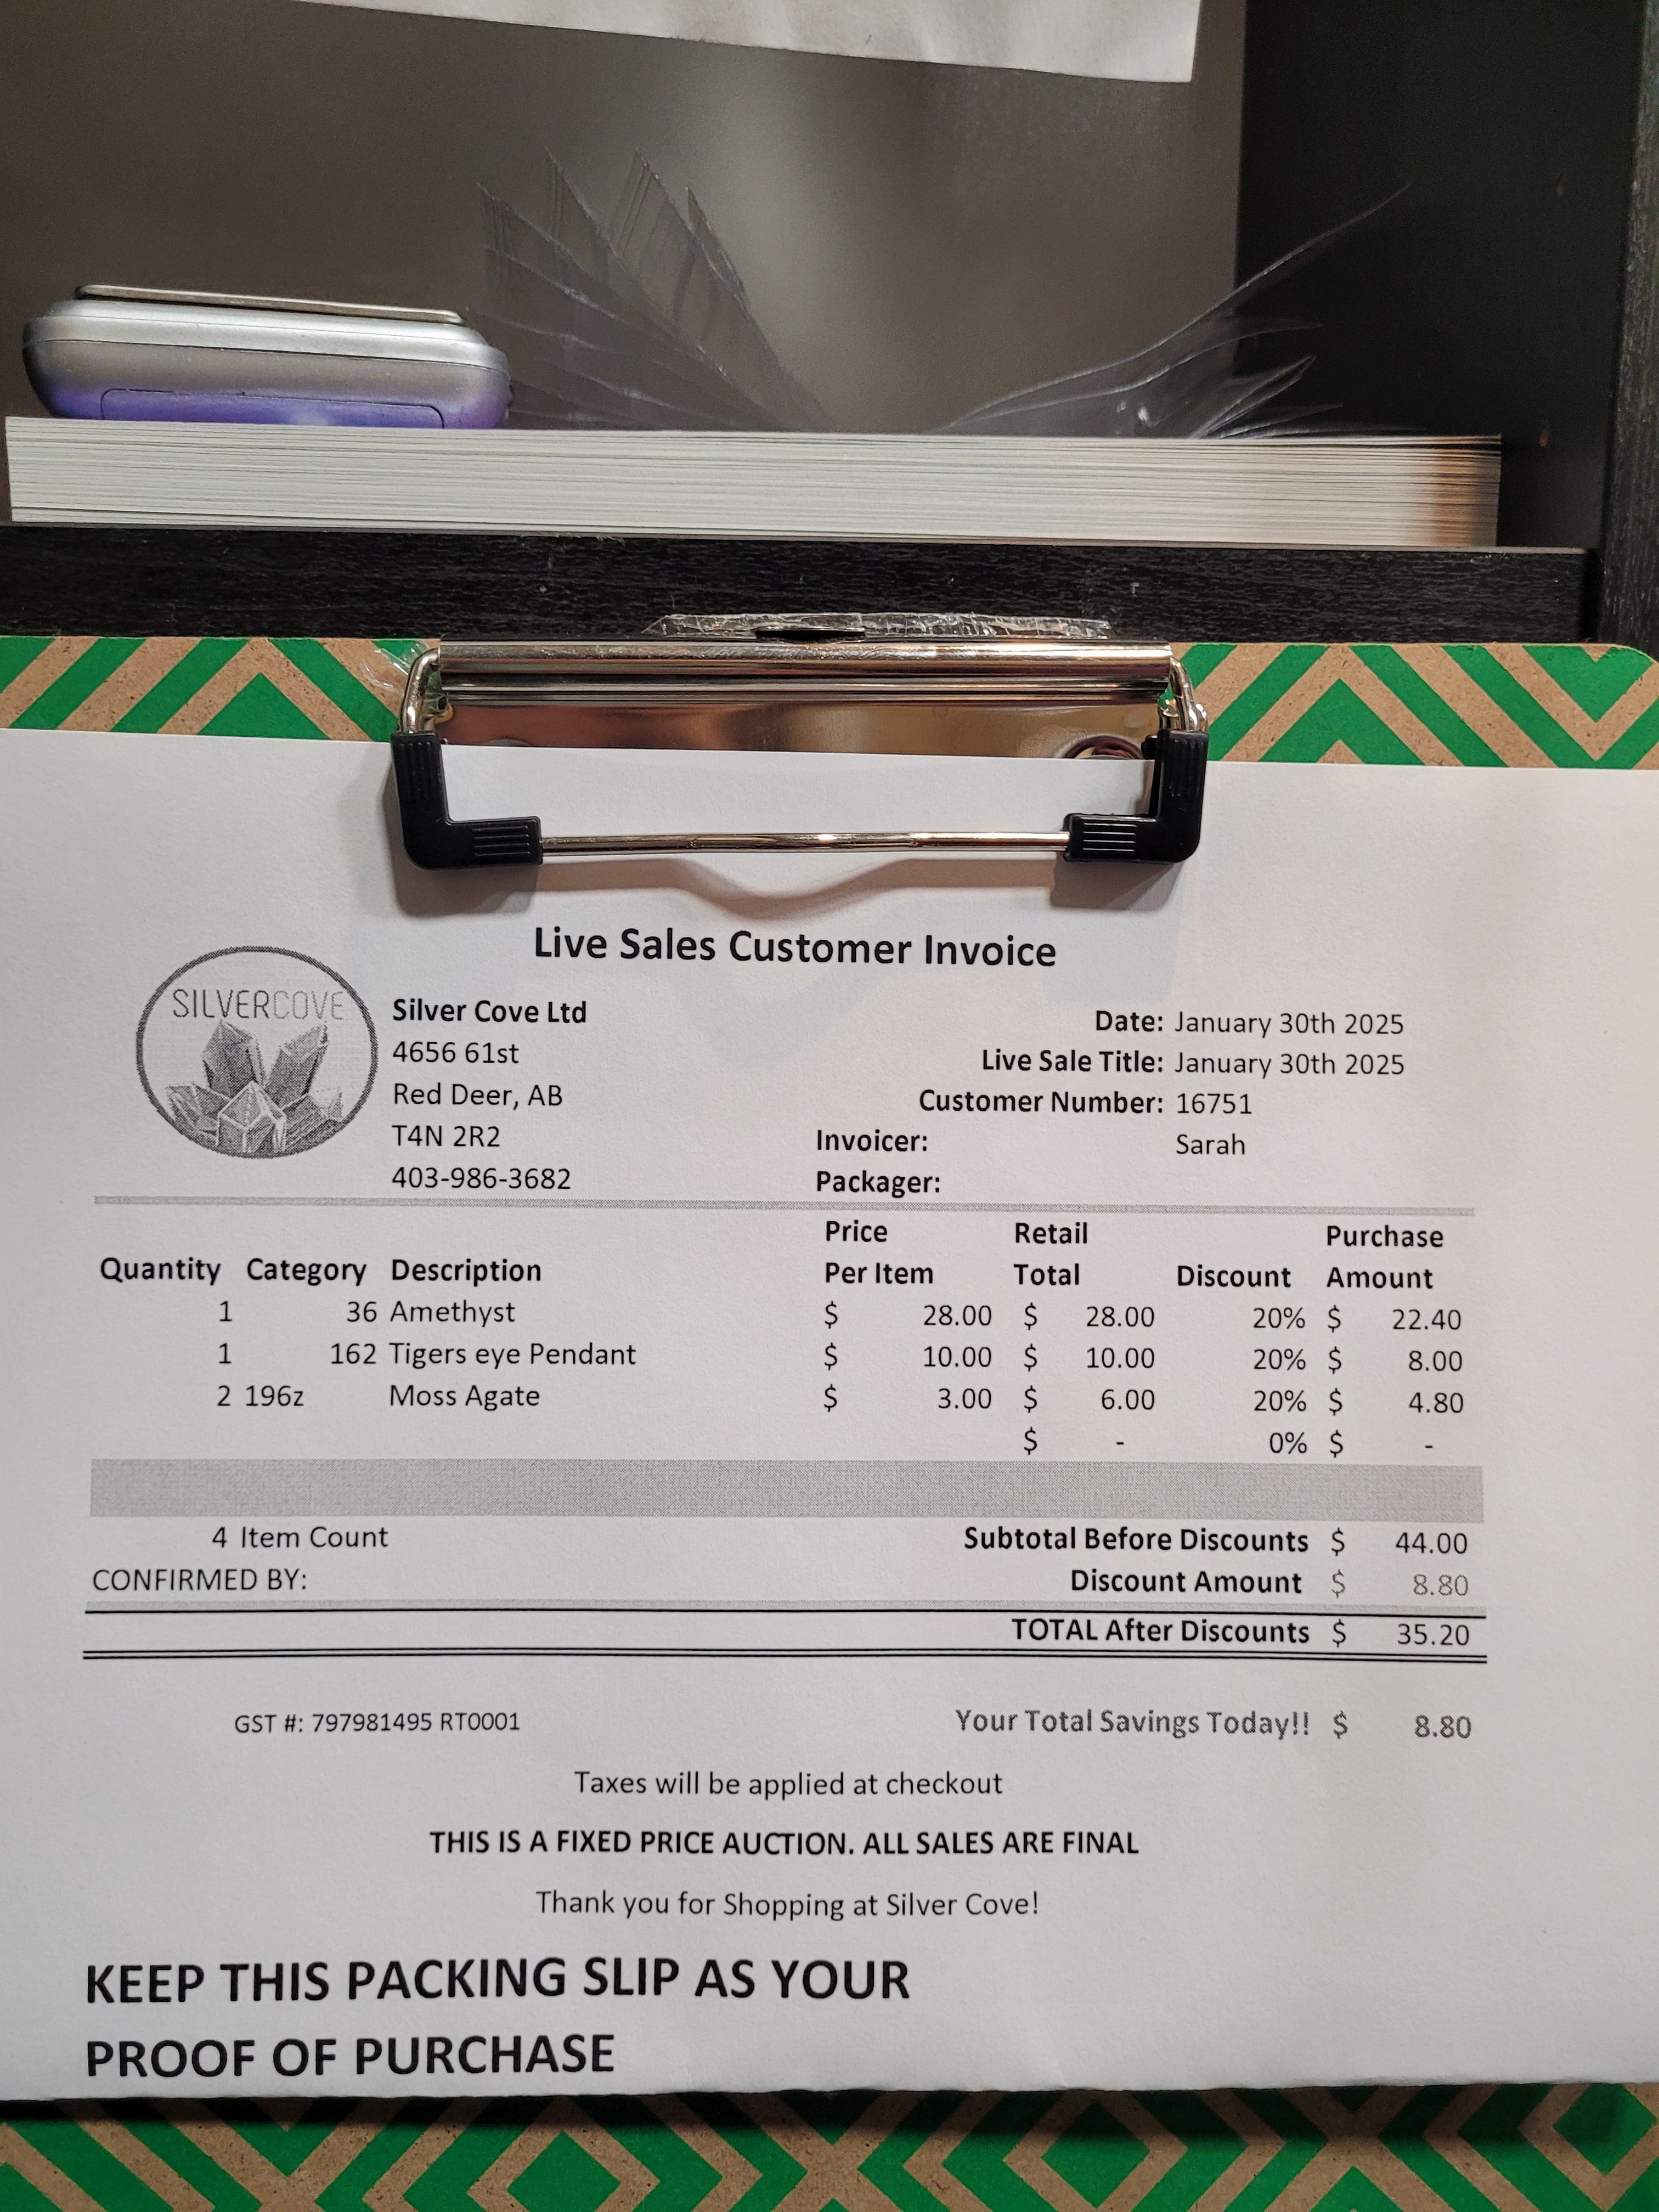 Live Sales Customer Invoice
SILVERCOVE
Silver Cove Ltd
4656 61st
Red Deer, AB
T4N 2R2
403-986-3682
Date: January 30th 2025
Live Sale Title: January 30th 2025
Customer Number: 16751
Invoicer: Sarah
Packager:
Price Retail Purchase
Quantity Category Description Per Item Total Discount Amount
1 36 Amethyst $ 28.00 $ 28.00 20% $ 22.40
1 162 Tigers eye Pendant $ 10.00 $ 10.00 20% $ 8.00
2 196z Moss Agate $ 3.00 $ 6.00 20% $ 4.80
$ - 0% $ -
4 Item Count Subtotal Before Discounts $ 44.00
CONFIRMED BY: Discount Amount $ 8.80
TOTAL After Discounts $ 35.20
GST #: 797981495 RT0001 Your Total Savings Today!! $ 8.80
Taxes will be applied at checkout
THIS IS A FIXED PRICE AUCTION. ALL SALES ARE FINAL
Thank you for Shopping at Silver Cove!
KEEP THIS PACKING SLIP AS YOUR
PROOF OF PURCHASE